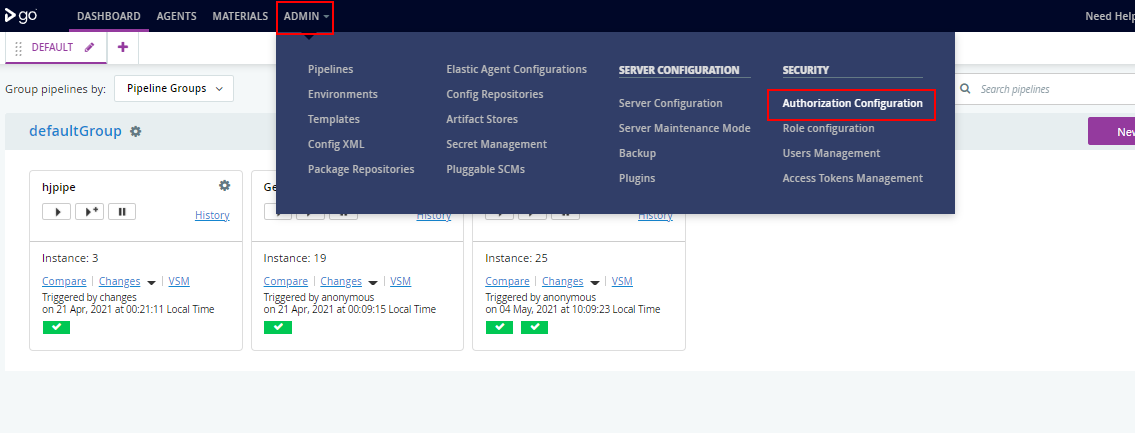 go DASHBOARD AGENTS MATERIALS ADMIN Need Help
DEFAULT +
Group pipelines by: Pipeline Groups Search pipelines
Pipelines
Environments
Templates
Config XML
Package Repositories
Elastic Agent Configurations
Config Repositories
Artifact Stores
Secret Management
Pluggable SCMs
SERVER CONFIGURATION
Server Configuration
Server Maintenance Mode
Backup
Plugins
SECURITY
Authorization Configuration
Role configuration
Users Management
Access Tokens Management
defaultGroup New
hjpipe
History
Instance: 3
Compare Changes VSM
Triggered by changes
on 21 Apr, 2021 at 00:21:11 Local Time
Ge
History
Instance: 19
Compare Changes VSM
Triggered by anonymous
on 21 Apr, 2021 at 00:09:15 Local Time
History
Instance: 25
Compare Changes VSM
Triggered by anonymous
on 04 May, 2021 at 10:09:23 Local Time